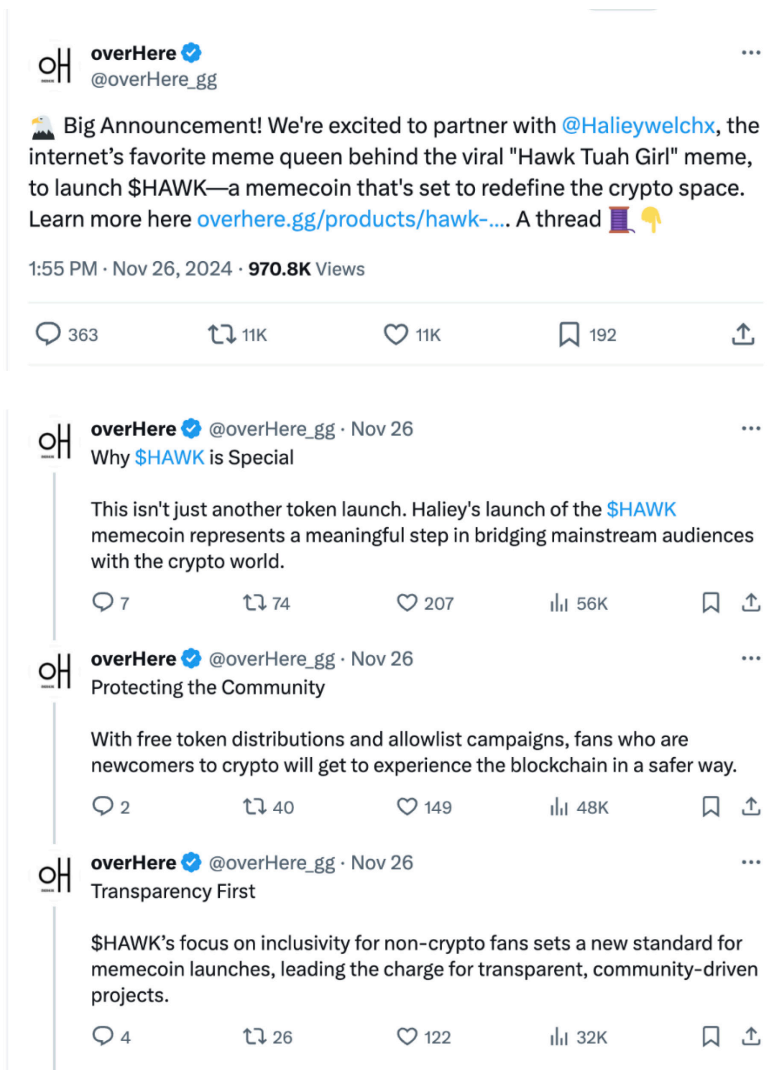 oH overHere
@overHere_gg
🦅 Big Announcement! We're excited to partner with @Halieywelchx, the
internet’s favorite meme queen behind the viral "Hawk Tuah Girl" meme,
to launch $HAWK—a memecoin that's set to redefine the crypto space.
Learn more here overhere.gg/products/hawk-.... A thread 🧵👇
1:55 PM · Nov 26, 2024 · 970.8K Views
363 11K 11K 192
oH overHere @overHere_gg · Nov 26
Why $HAWK is Special
This isn't just another token launch. Haliey's launch of the $HAWK
memecoin represents a meaningful step in bridging mainstream audiences
with the crypto world.
7 74 207 56K
oH overHere @overHere_gg · Nov 26
Protecting the Community
With free token distributions and allowlist campaigns, fans who are
newcomers to crypto will get to experience the blockchain in a safer way.
2 40 149 48K
oH overHere @overHere_gg · Nov 26
Transparency First
$HAWK’s focus on inclusivity for non-crypto fans sets a new standard for
memecoin launches, leading the charge for transparent, community-driven
projects.
4 26 122 32K